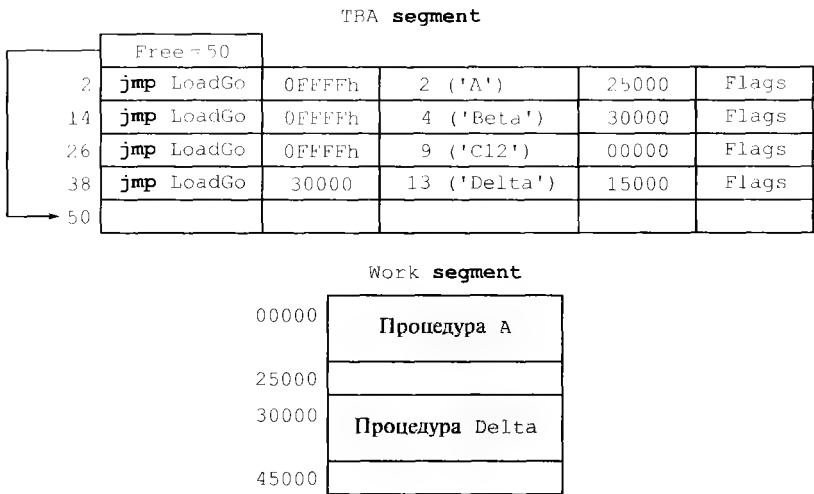 TBA segment
Free = 50
2 jmp LoadGo 0FFFFh 2 ('A') 25000 Flags
14 jmp LoadGo 0FFFFh 4 ('Beta') 30000 Flags
26 jmp LoadGo 0FFFFh 9 ('C12') 00000 Flags
38 jmp LoadGo 30000 13 ('Delta') 15000 Flags
50
Work segment
00000 Процедура A
25000
30000 Процедура Delta
45000